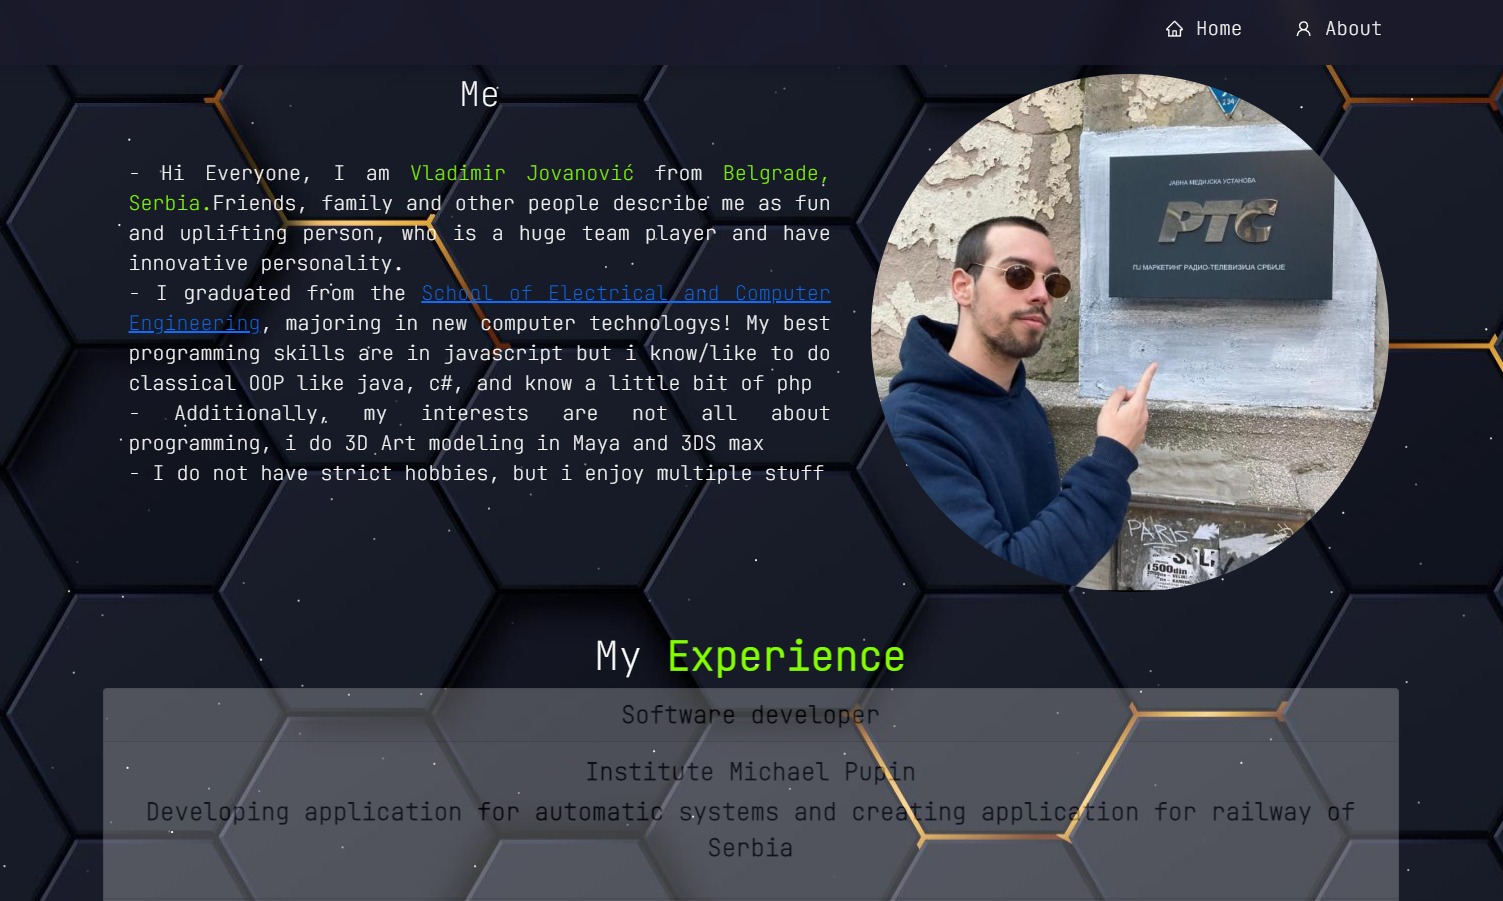 Home
About
Me
- Hi Everyone, I am Vladimir Jovanović from Belgrade,
Serbia.Friends, family and other people describe me as fun
and uplifting person, who is a huge team player and have
innovative personality.
- I graduated from the School of Electrical and Computer
Engineering, majoring in new computer technologys! My best
programming skills are in javascript but i know/like to do
classical OOP like java, c#, and know a little bit of php
- Additionally, my interests are not all about
programming, i do 3D Art modeling in Maya and 3DS max
- I do not have strict hobbies, but i enjoy multiple stuff
234
ЈАВНА МЕДИЈСКА УСТАНОВА
РТС
ПЈ МАРКЕТИНГ РАДИО-ТЕЛЕВИЗИЈА СРБИЈЕ
PARIS
1500din
My Experience
Software developer
Institute Michael Pupin
Developing application for automatic systems and creating application for railway of
Serbia